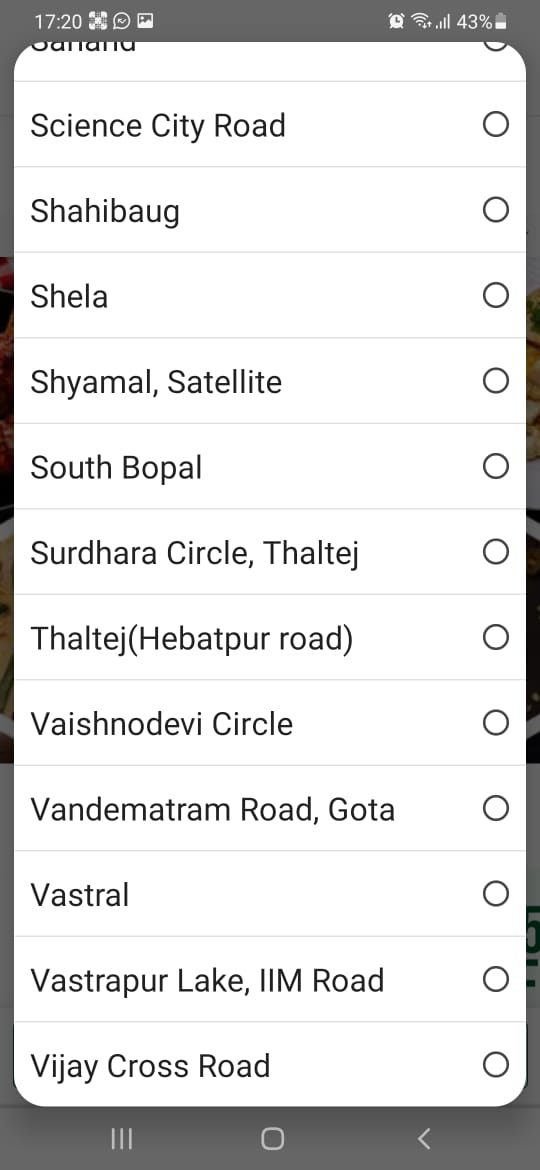 17:20
43%
Sanand
Science City Road
Shahibaug
Shela
Shyamal, Satellite
South Bopal
Surdhara Circle, Thaltej
Thaltej(Hebatpur road)
Vaishnodevi Circle
Vandematram Road, Gota
Vastral
Vastrapur Lake, IIM Road
Vijay Cross Road